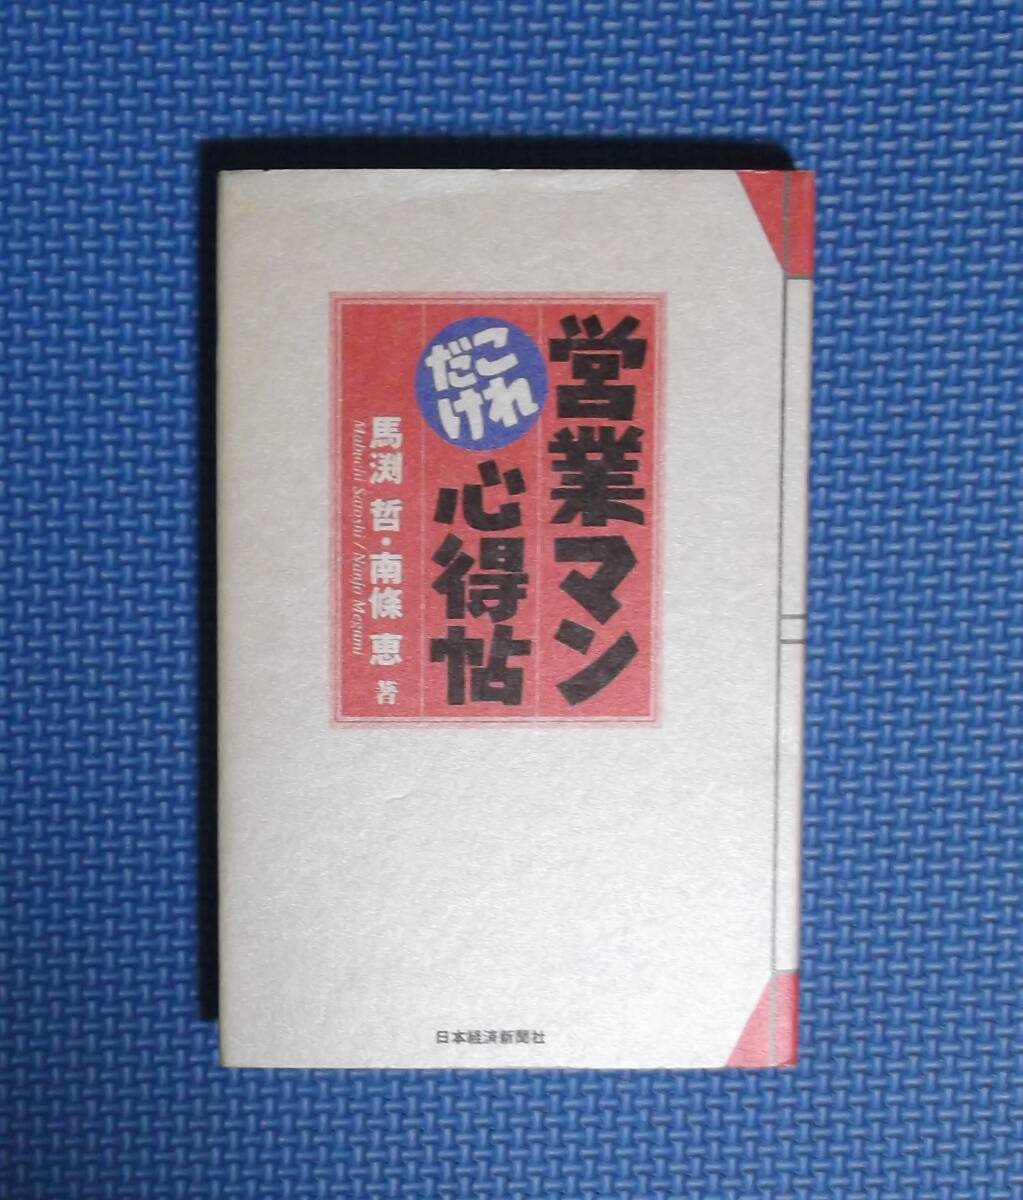 営業マン
これ
だけ
心得帖
馬渕 哲・南條 恵 著
Mabuchi Satoshi / Nanjo Megumi
日本経済新聞社